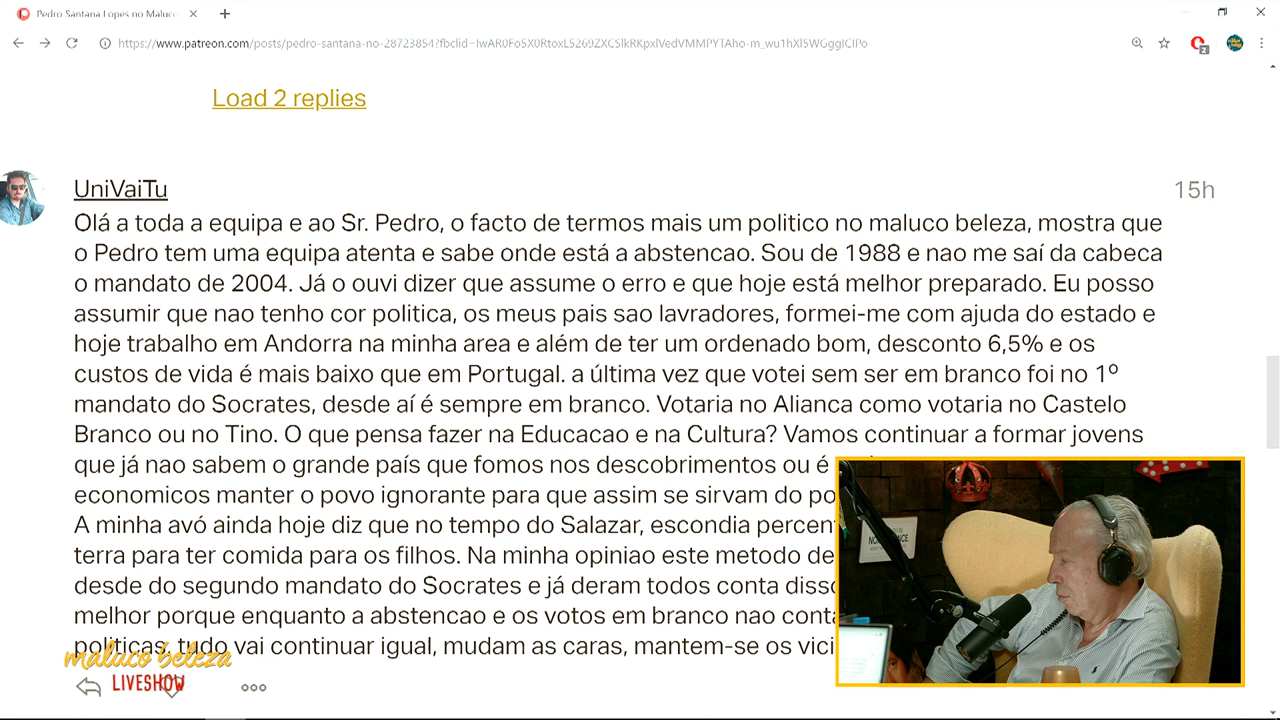 Pedro Santana Lopes no Maluco
https://www.patreon.com/posts/pedro-santana-no-28723854?fbclid=
Load 2 replies
UniVaiTu
15h
Olá a toda a equipa e ao Sr. Pedro, o facto de termos mais um politico no maluco beleza, mostra que
o Pedro tem uma equipa atenta e sabe onde está a abstencao. Sou de 1988 e nao me saí da cabeca
o mandato de 2004. Já o ouvi dizer que assume o erro e que hoje está melhor preparado. Eu posso
assumir que nao tenho cor politica, os meus pais sao lavradores, formei-me com ajuda do estado e
hoje trabalho em Andorra na minha area e além de ter um ordenado bom, desconto 6,5% e os
custos de vida é mais baixo que em Portugal. a última vez que votei sem ser em branco foi no 1º
mandato do Socrates, desde aí é sempre em branco. Votaria no Alianca como votaria no Castelo
Branco ou no Tino. O que pensa fazer na Educacao e na Cultura? Vamos continuar a formar jovens
que já nao sabem o grande país que fomos nos descobrimentos ou é
economicos manter o povo ignorante para que assim se sirvam do
A minha avó ainda hoje diz que no tempo do Salazar, escondia
terra para ter comida para os filhos. Na minha opiniao este metodo de
desde do segundo mandato do Socrates e já deram todos conta
melhor porque enquanto a abstencao e os votos em branco nao
politicas, tudo vai continuar igual, mudam as caras, mantem-se os
maluco beleza
LIVESHOW